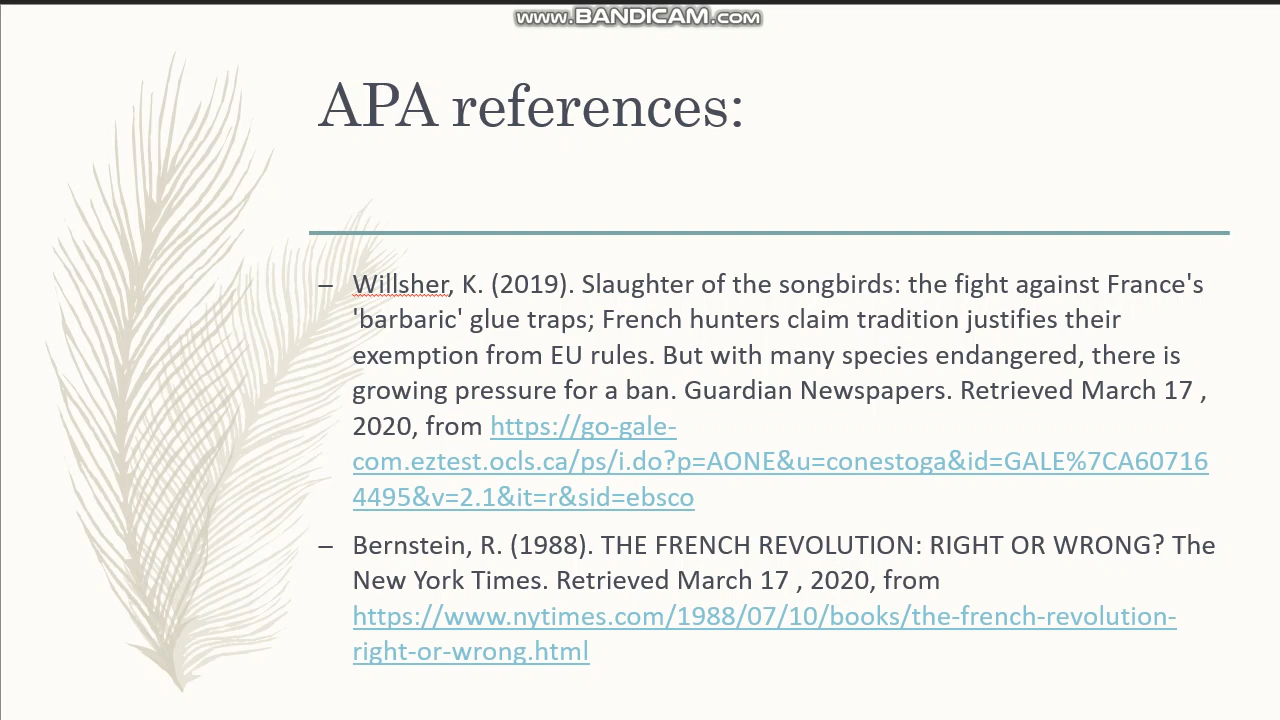 www.BANDICAM.com
APA references:
– Willsher, K. (2019). Slaughter of the songbirds: the fight against France's
'barbaric' glue traps; French hunters claim tradition justifies their
exemption from EU rules. But with many species endangered, there is
growing pressure for a ban. Guardian Newspapers. Retrieved March 17 ,
2020, from https://go-gale-
com.eztest.ocls.ca/ps/i.do?p=AONE&u=conestoga&id=GALE%7CA60716
4495&v=2.1&it=r&sid=ebsco
– Bernstein, R. (1988). THE FRENCH REVOLUTION: RIGHT OR WRONG? The
New York Times. Retrieved March 17 , 2020, from
https://www.nytimes.com/1988/07/10/books/the-french-revolution-
right-or-wrong.html